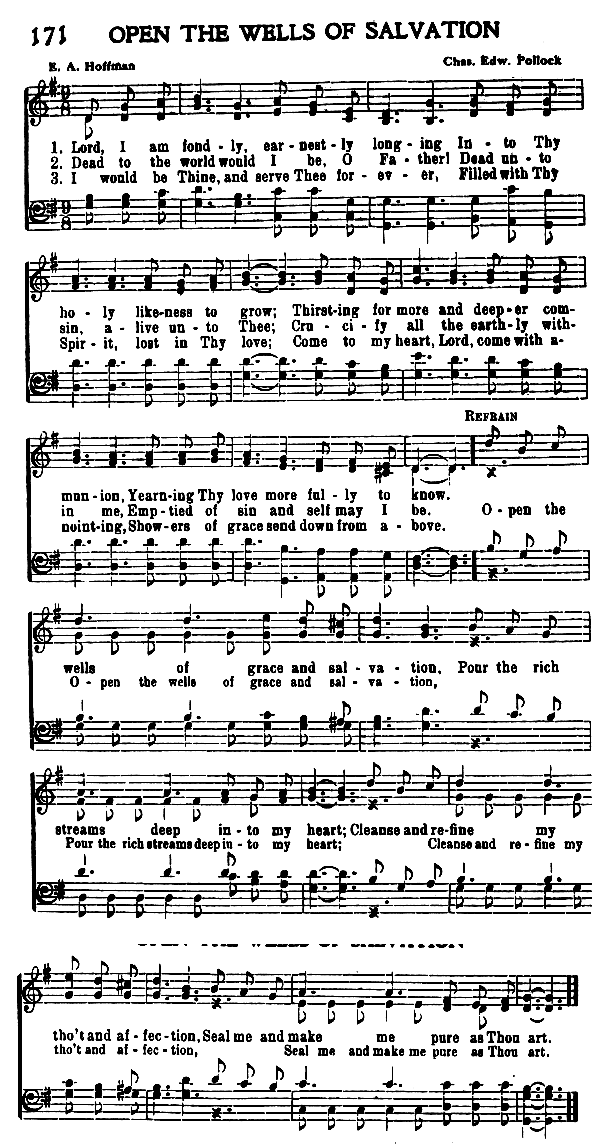 171 OPEN THE WELLS OF SALVATION
E. A. Hoffman Chas. Edw. Pollock
9 8
1. Lord, I am fond - ly, ear - nest - ly long - ing In - to Thy
2. Dead to the world would I be, O Fa - ther! Dead un - to
3. I would be Thine, and serve Thee for - ev - er, Filled with Thy
9 8
ho - ly like-ness to grow; Thirst-ing for more and deep-er com-
sin, a - live un - to Thee; Cru - ci - fy all the earth-ly with-
Spir - it, lost in Thy love; Come to my heart, Lord, come with a-
REFRAIN
mun-ion, Yearn-ing Thy love more ful - ly to know.
in me, Emp-tied of sin and self may I be. O - pen the
noint-ing, Show-ers of grace send down from a - bove.
wells of grace and sal - va - tion, Pour the rich
O - pen the wells of grace and sal - va - tion,
streams deep in - to my heart; Cleanse and re-fine my
Pour the rich streams deep in - to my heart; Cleanse and re - fine my
OPEN THE WELLS OF SALVATION
tho't and af - fec - tion, Seal me and make me pure as Thou art.
tho't and af - fec - tion, Seal me and make me pure as Thou art.